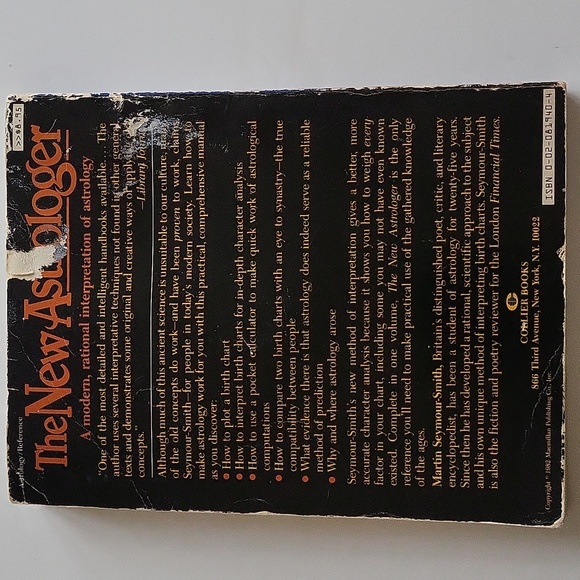 Astrology/Reference
>>$8.95
The New Astrologer
A modern, rational interpretation of astrology
"One of the most detailed and intelligent handbooks available. . . . The
author uses several interpretative techniques not found in other general
texts and demonstrates some original and creative ways of applying
concepts."
—Library
Although much of this ancient science is unsuitable to our culture,
of the old concepts do work—and have been proven to work, claims
Seymour-Smith—for people in today's modern society. Learn how to
make astrology work for you with this practical, comprehensive manual
as you discover:
• How to plot a birth chart
• How to interpret birth charts for in-depth character analysis
• How to use a pocket calculator to make quick work of astrological
computations
• How to compare two birth charts with an eye to synastry—the true
compatibility between people
• What evidence there is that astrology does indeed serve as a reliable
method of prediction
• Why and where astrology arose
Seymour-Smith's new method of interpretation gives a better, more
accurate character analysis because it shows you how to weigh every
factor in your chart, including some you may not have even known
existed. Complete in one volume, The New Astrologer is the only
reference you'll need to make practical use of the gathered knowledge
of the ages.
Martin Seymour-Smith, Britain's distinguished poet, critic, and literary
encyclopedist, has been a student of astrology for twenty-five years.
Since then he has developed a rational, scientific approach to the subject
and his own unique method of interpreting birth charts. Seymour-Smith
is also the fiction and poetry reviewer for the London Financial Times.
COLLIER BOOKS
866 Third Avenue, New York, N.Y. 10022
Copyright © 1982 Macmillan Publishing Co., Inc.
ISBN 0-02-081940-4